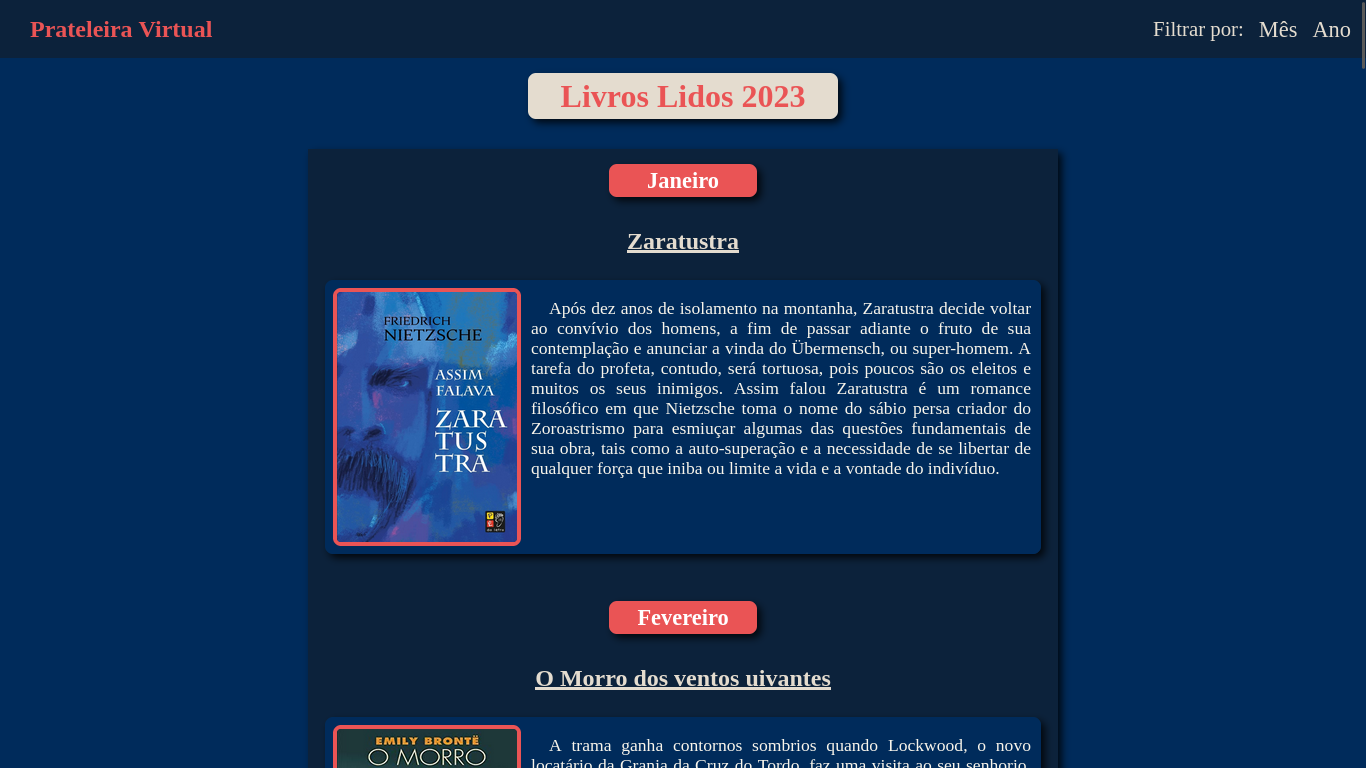 Prateleira Virtual
Filtrar por: Mês Ano
Livros Lidos 2023
Janeiro
Zaratustra
FRIEDRICH
NIETZSCHE
ASSIM
FALAVA
ZARA
TUS
TRA
Após dez anos de isolamento na montanha, Zaratustra decide voltar
ao convívio dos homens, a fim de passar adiante o fruto de sua
contemplação e anunciar a vinda do Übermensch, ou super-homem. A
tarefa do profeta, contudo, será tortuosa, pois poucos são os eleitos e
muitos os seus inimigos. Assim falou Zaratustra é um romance
filosófico em que Nietzsche toma o nome do sábio persa criador do
Zoroastrismo para esmiuçar algumas das questões fundamentais de
sua obra, tais como a auto-superação e a necessidade de se libertar de
qualquer força que iniba ou limite a vida e a vontade do indivíduo.
Fevereiro
O Morro dos ventos uivantes
EMILY BRONTË
O MORRO
A trama ganha contornos sombrios quando Lockwood, o novo
locatário da Granja da Cruz do Tordo, faz uma visita ao seu senhorio,